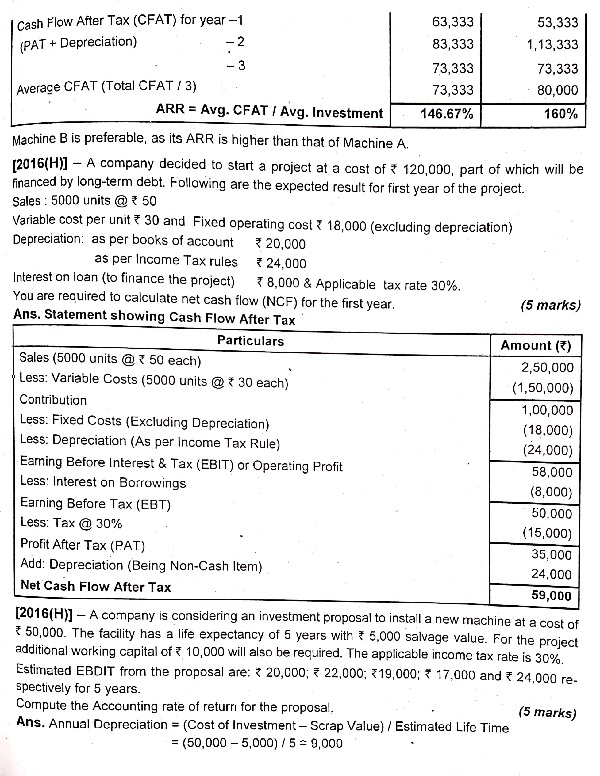 Cash Flow After Tax (CFAT) for year –1 63,333 53,333
(PAT + Depreciation) – 2 83,333 1,13,333
– 3 73,333 73,333
Average CFAT (Total CFAT / 3) 73,333 80,000
ARR = Avg. CFAT / Avg. Investment 146.67% 160%
Machine B is preferable, as its ARR is higher than that of Machine A.
[2016(H)] – A company decided to start a project at a cost of ₹ 120,000, part of which will be
financed by long-term debt. Following are the expected result for first year of the project.
Sales : 5000 units @ ₹ 50
Variable cost per unit ₹ 30 and Fixed operating cost ₹ 18,000 (excluding depreciation)
Depreciation: as per books of account ₹ 20,000
as per Income Tax rules ₹ 24,000
Interest on loan (to finance the project) ₹ 8,000 & Applicable tax rate 30%.
You are required to calculate net cash flow (NCF) for the first year. (5 marks)
Ans. Statement showing Cash Flow After Tax
Particulars Amount (₹)
Sales (5000 units @ ₹ 50 each) 2,50,000
Less: Variable Costs (5000 units @ ₹ 30 each) (1,50,000)
Contribution 1,00,000
Less: Fixed Costs (Excluding Depreciation) (18,000)
Less: Depreciation (As per Income Tax Rule) (24,000)
Earning Before Interest & Tax (EBIT) or Operating Profit 58,000
Less: Interest on Borrowings (8,000)
Earning Before Tax (EBT) 50,000
Less: Tax @ 30% (15,000)
Profit After Tax (PAT) 35,000
Add: Depreciation (Being Non-Cash Item) 24,000
Net Cash Flow After Tax 59,000
[2016(H)] – A company is considering an investment proposal to install a new machine at a cost of
₹ 50,000. The facility has a life expectancy of 5 years with ₹ 5,000 salvage value. For the project
additional working capital of ₹ 10,000 will also be required. The applicable income tax rate is 30%.
Estimated EBDIT from the proposal are: ₹ 20,000; ₹ 22,000; ₹19,000; ₹ 17,000 and ₹ 24,000 re-
spectively for 5 years.
Compute the Accounting rate of return for the proposal. (5 marks)
Ans. Annual Depreciation = (Cost of Investment – Scrap Value) / Estimated Life Time
= (50,000 – 5,000) / 5 = 9,000